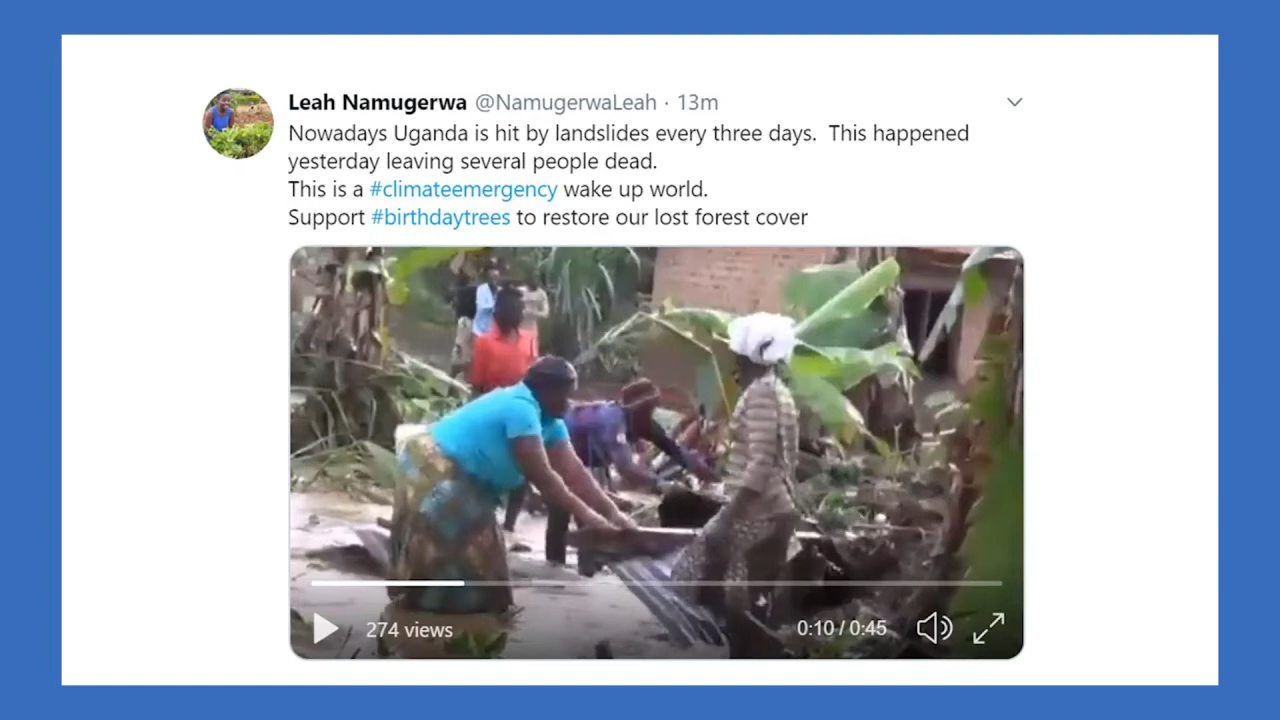 Leah Namugerwa @NamugerwaLeah · 13m
Nowadays Uganda is hit by landslides every three days.  This happened
yesterday leaving several people dead.
This is a #climateemergency wake up world.
Support #birthdaytrees to restore our lost forest cover
274 views
0:10 / 0:45